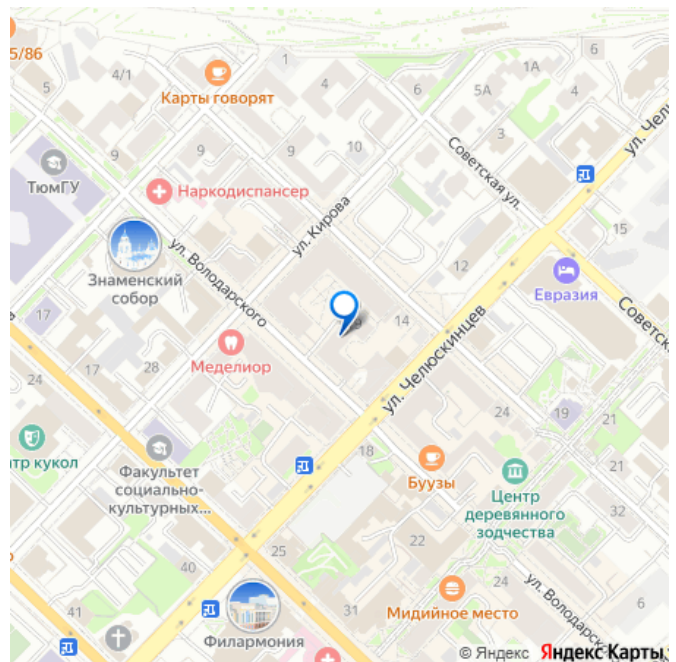 5/86
4/1
1
1А
6
5
Карты говорят
4
6
5А
4
9
9
10
3
Советская ул.
ул. Челю
ТюмГУ
Наркодиспансер
ул. Кирова
15
Знаменский
собор
ул. Володарского
12
Евразия
17
14
Советск
Меделиор
ул. Челюскинцев
17
28
24
24
19
21
тр кукол
18
Буузы
21
Факультет
социально-
культурных...
Центр
деревянного
зодчества
32
25
22
40
24
ул. Володарск
6
41
31
Мидийное место
Филармония
© Яндекс Яндекс Карты